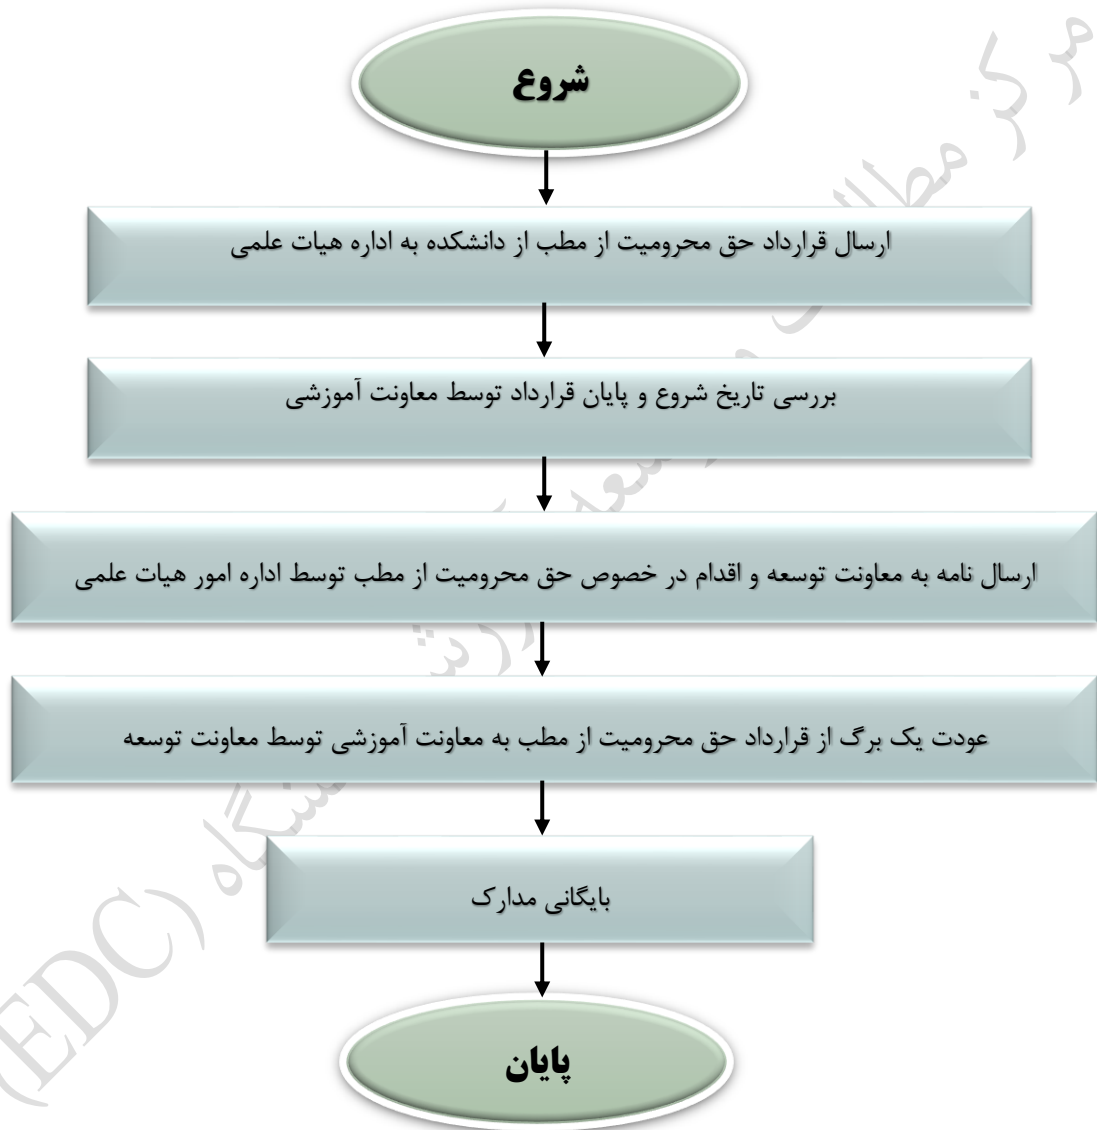 شروع
ارسال قرارداد حق محرومیت از مطب از دانشکده به اداره هیات علمی
بررسی تاریخ شروع و پایان قرارداد توسط معاونت آموزشی
ارسال نامه به معاونت توسعه و اقدام در خصوص حق محرومیت از مطب توسط اداره امور هیات علمی
عودت یک برگ از قرارداد حق محرومیت از مطب به معاونت آموزشی توسط معاونت توسعه
بایگانی مدارک
پایان
مرکز
(EDC)